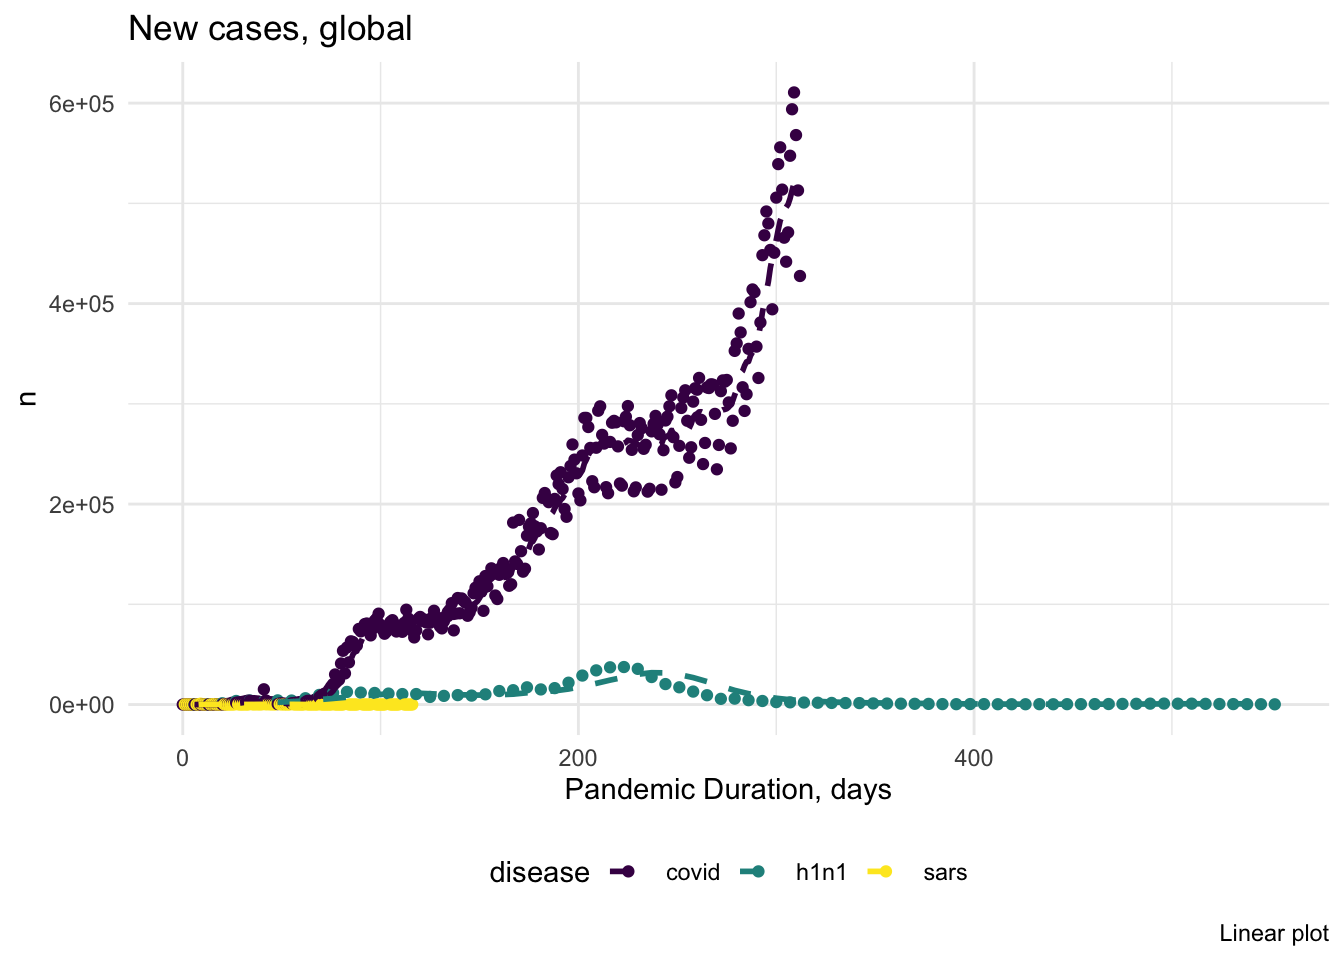 New cases, global
6e+05
4e+05
2e+05
0e+00
n
0 200 400
Pandemic Duration, days
disease covid h1n1 sars
Linear plot